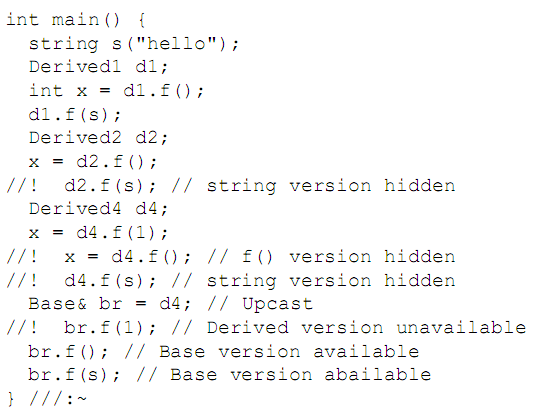 int main() {
  string s("hello");
  Derived1 d1;
  int x = d1.f();
  d1.f(s);
  Derived2 d2;
  x = d2.f();
//!  d2.f(s); // string version hidden
  Derived4 d4;
  x = d4.f(1);
//!  x = d4.f(); // f() version hidden
//!  d4.f(s); // string version hidden
  Base& br = d4; // Upcast
//!  br.f(1); // Derived version unavailable
  br.f(); // Base version available
  br.f(s); // Base version abailable
} ///:~